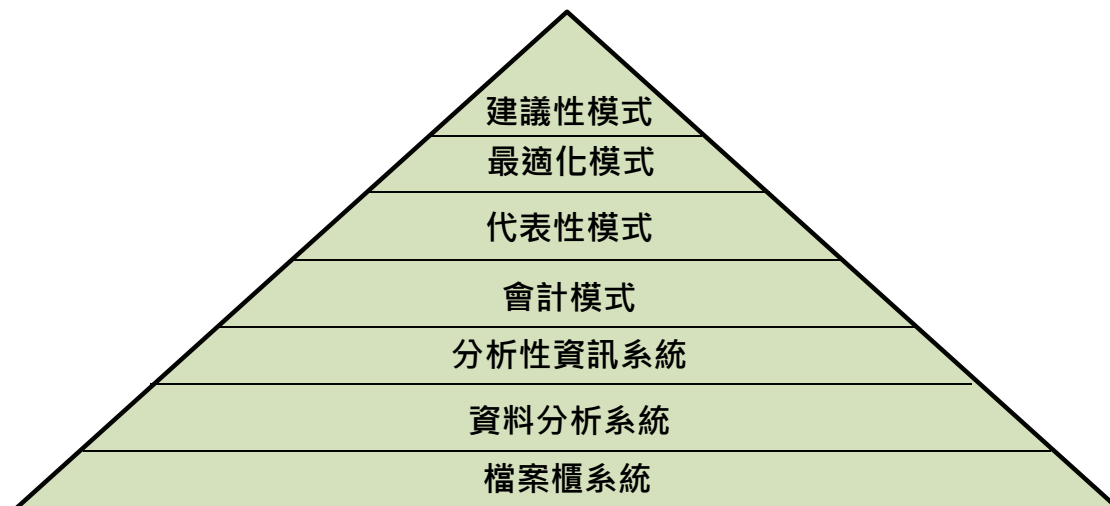 建議性模式
最適化模式
代表性模式
會計模式
分析性資訊系統
資料分析系統
檔案櫃系統